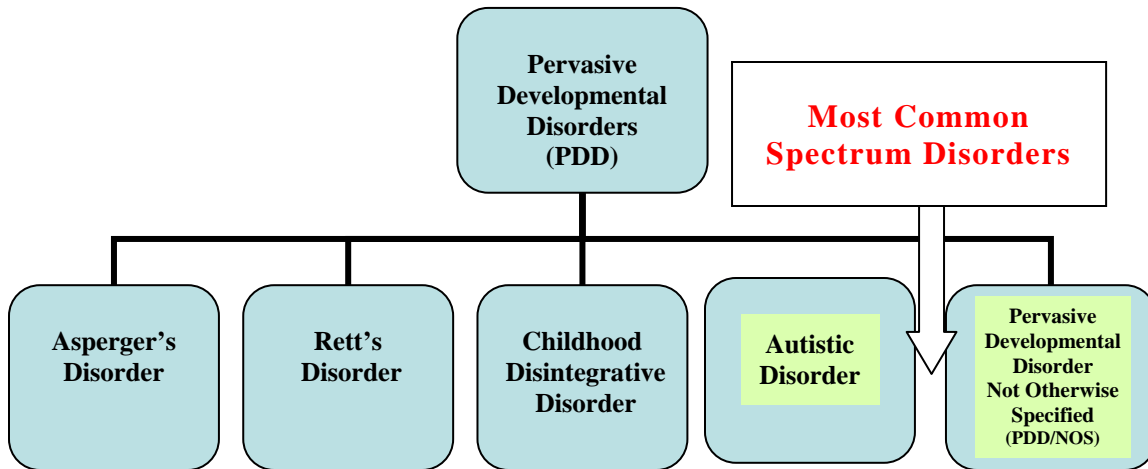 Pervasive
Developmental
Disorders
(PDD)
Most Common
Spectrum Disorders
Asperger’s
Disorder
Rett’s
Disorder
Childhood
Disintegrative
Disorder
Autistic
Disorder
Pervasive
Developmental
Disorder
Not Otherwise
Specified
(PDD/NOS)